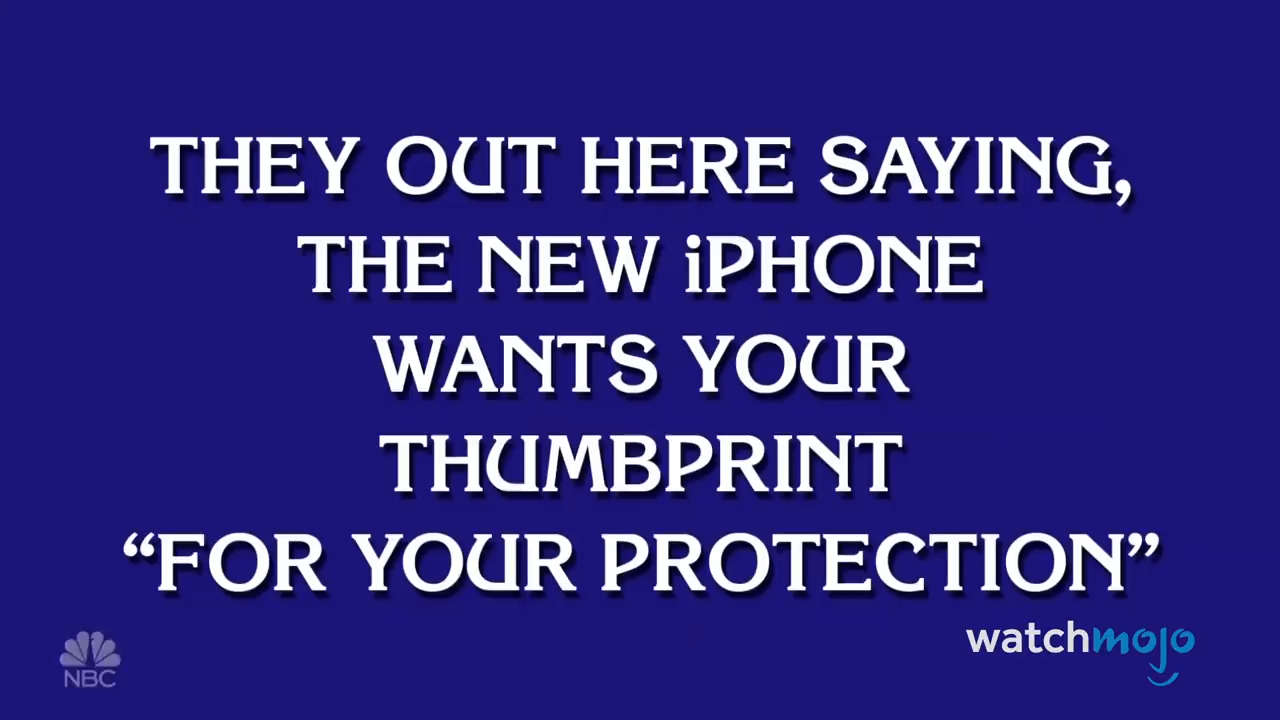 THEY OUT HERE SAYING,
THE NEW iPHONE
WANTS YOUR
THUMBPRINT
“FOR YOUR PROTECTION”
watchmojo
NBC